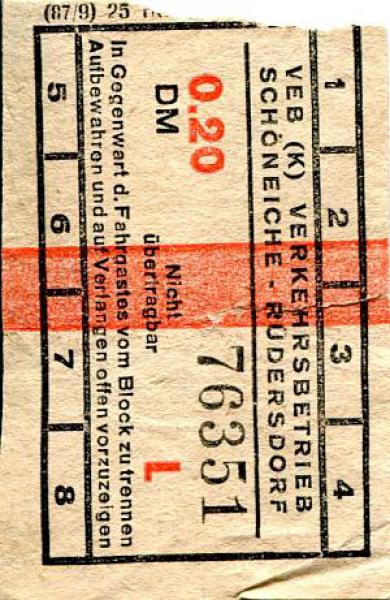 1 2 3 4
VEB (K) VERKEHRSBETRIEB
SCHÖNEICHE - RÜDERSDORF
0.20
DM
76351
Nicht
übertragbar
L
In Gegenwart d. Fahrgastes vom Block zu trennen
Aufbewahren und auf Verlangen offen vorzuzeigen
5 6 7 8
(87/9) 25